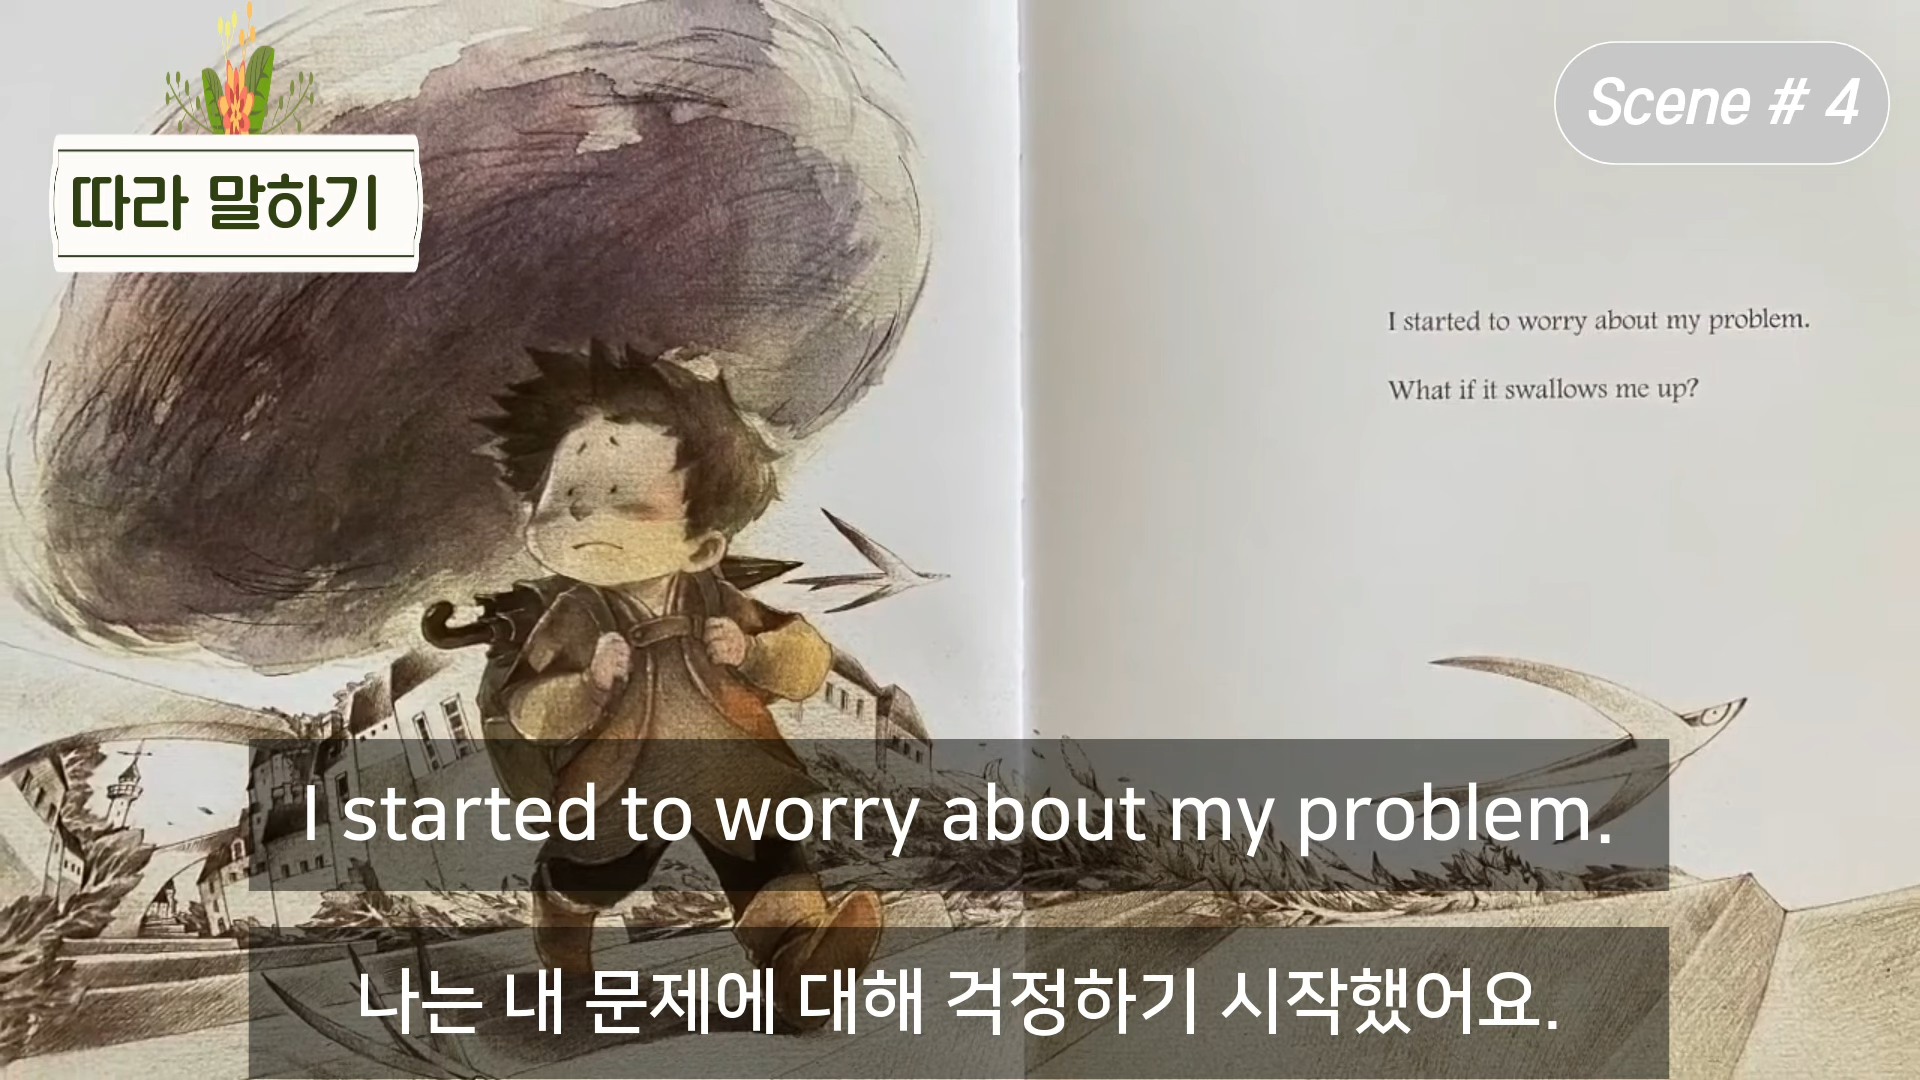 따라 말하기
Scene # 4
I started to worry about my problem.
What if it swallows me up?
I started to worry about my problem.
나는 내 문제에 대해 걱정하기 시작했어요.